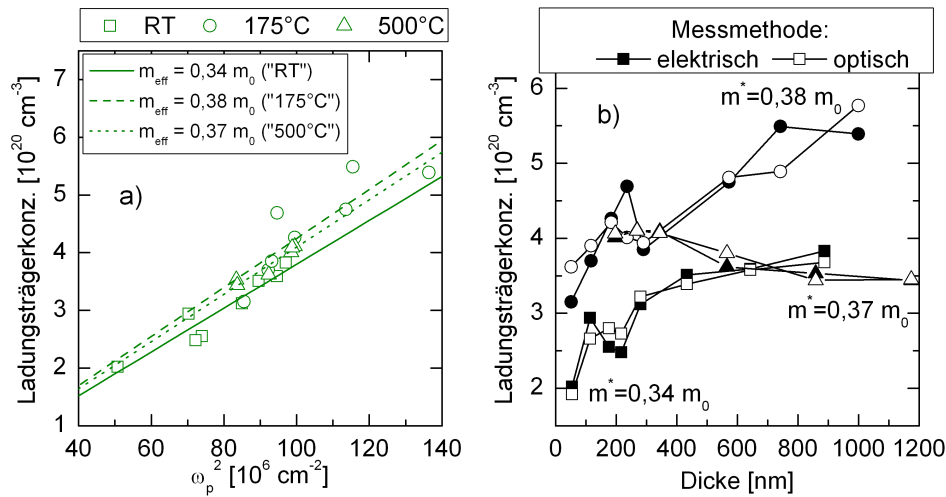 RT 175°C 500°C
m_eff = 0,34 m_0 ("RT")
m_eff = 0,38 m_0 ("175°C")
m_eff = 0,37 m_0 ("500°C")
a)
Ladungsträgerkonz. [10^20 cm^-3]
7
6
5
4
3
2
1
40 60 80 100 120 140
ω_p^2 [10^6 cm^-2]
Messmethode:
elektrisch optisch
b)
m^*=0,38 m_0
m^*=0,37 m_0
m^*=0,34 m_0
Ladungsträgerkonz. [10^20 cm^-3]
6
5
4
3
2
0 200 400 600 800 1000 1200
Dicke [nm]